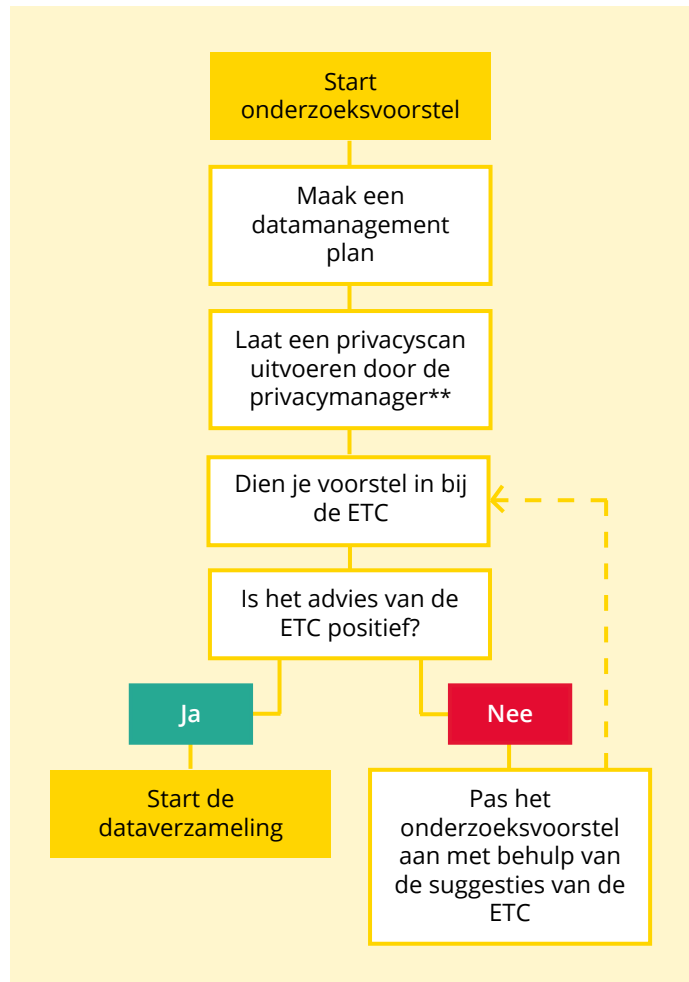 Start
onderzoeksvoorstel
Maak een
datamanagement
plan
Laat een privacyscan
uitvoeren door de
privacymanager**
Dien je voorstel in bij
de ETC
Is het advies van de
ETC positief?
Ja
Nee
Start de
dataverzameling
Pas het
onderzoeksvoorstel
aan met behulp van
de suggesties van de
ETC